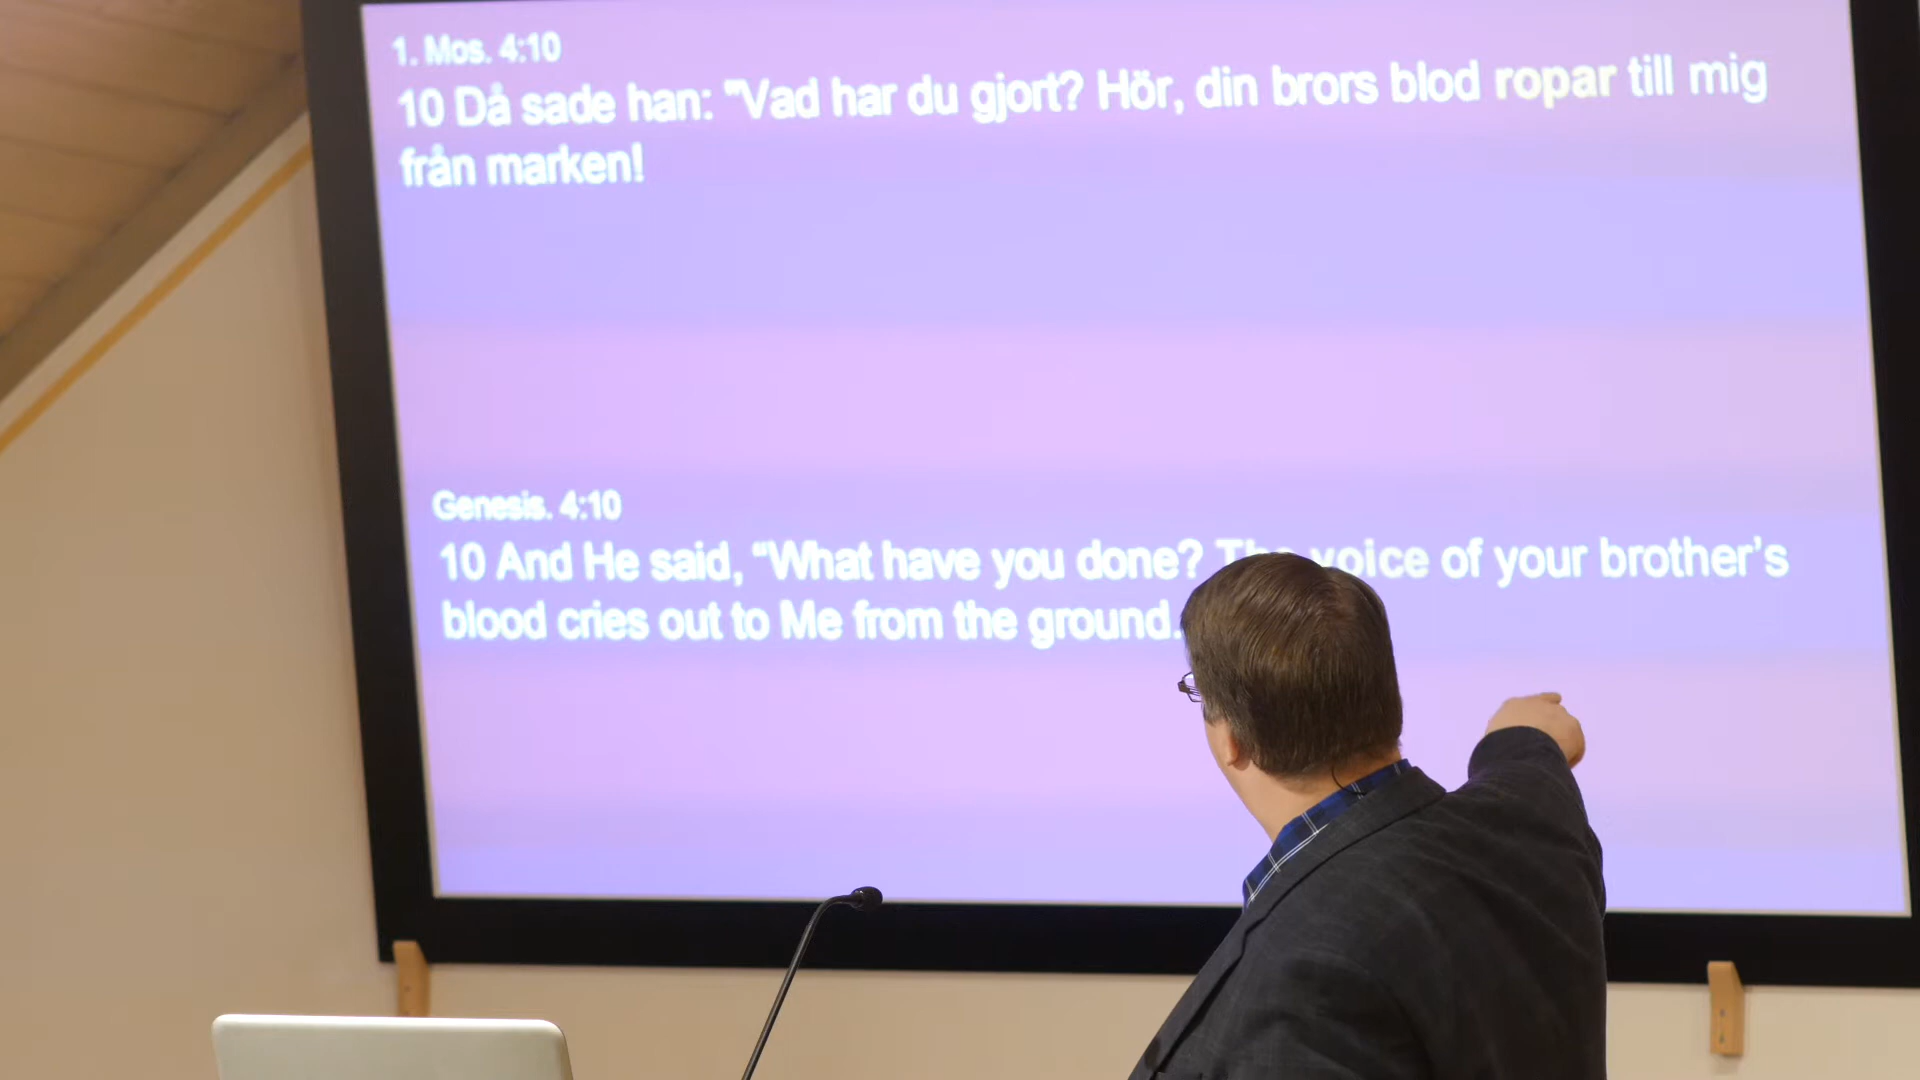 1. Mos. 4:10
10 Då sade han: "Vad har du gjort? Hör, din brors blod ropar till mig
från marken!
Genesis. 4:10
10 And He said, “What have you done? The voice of your brother’s
blood cries out to Me from the ground.